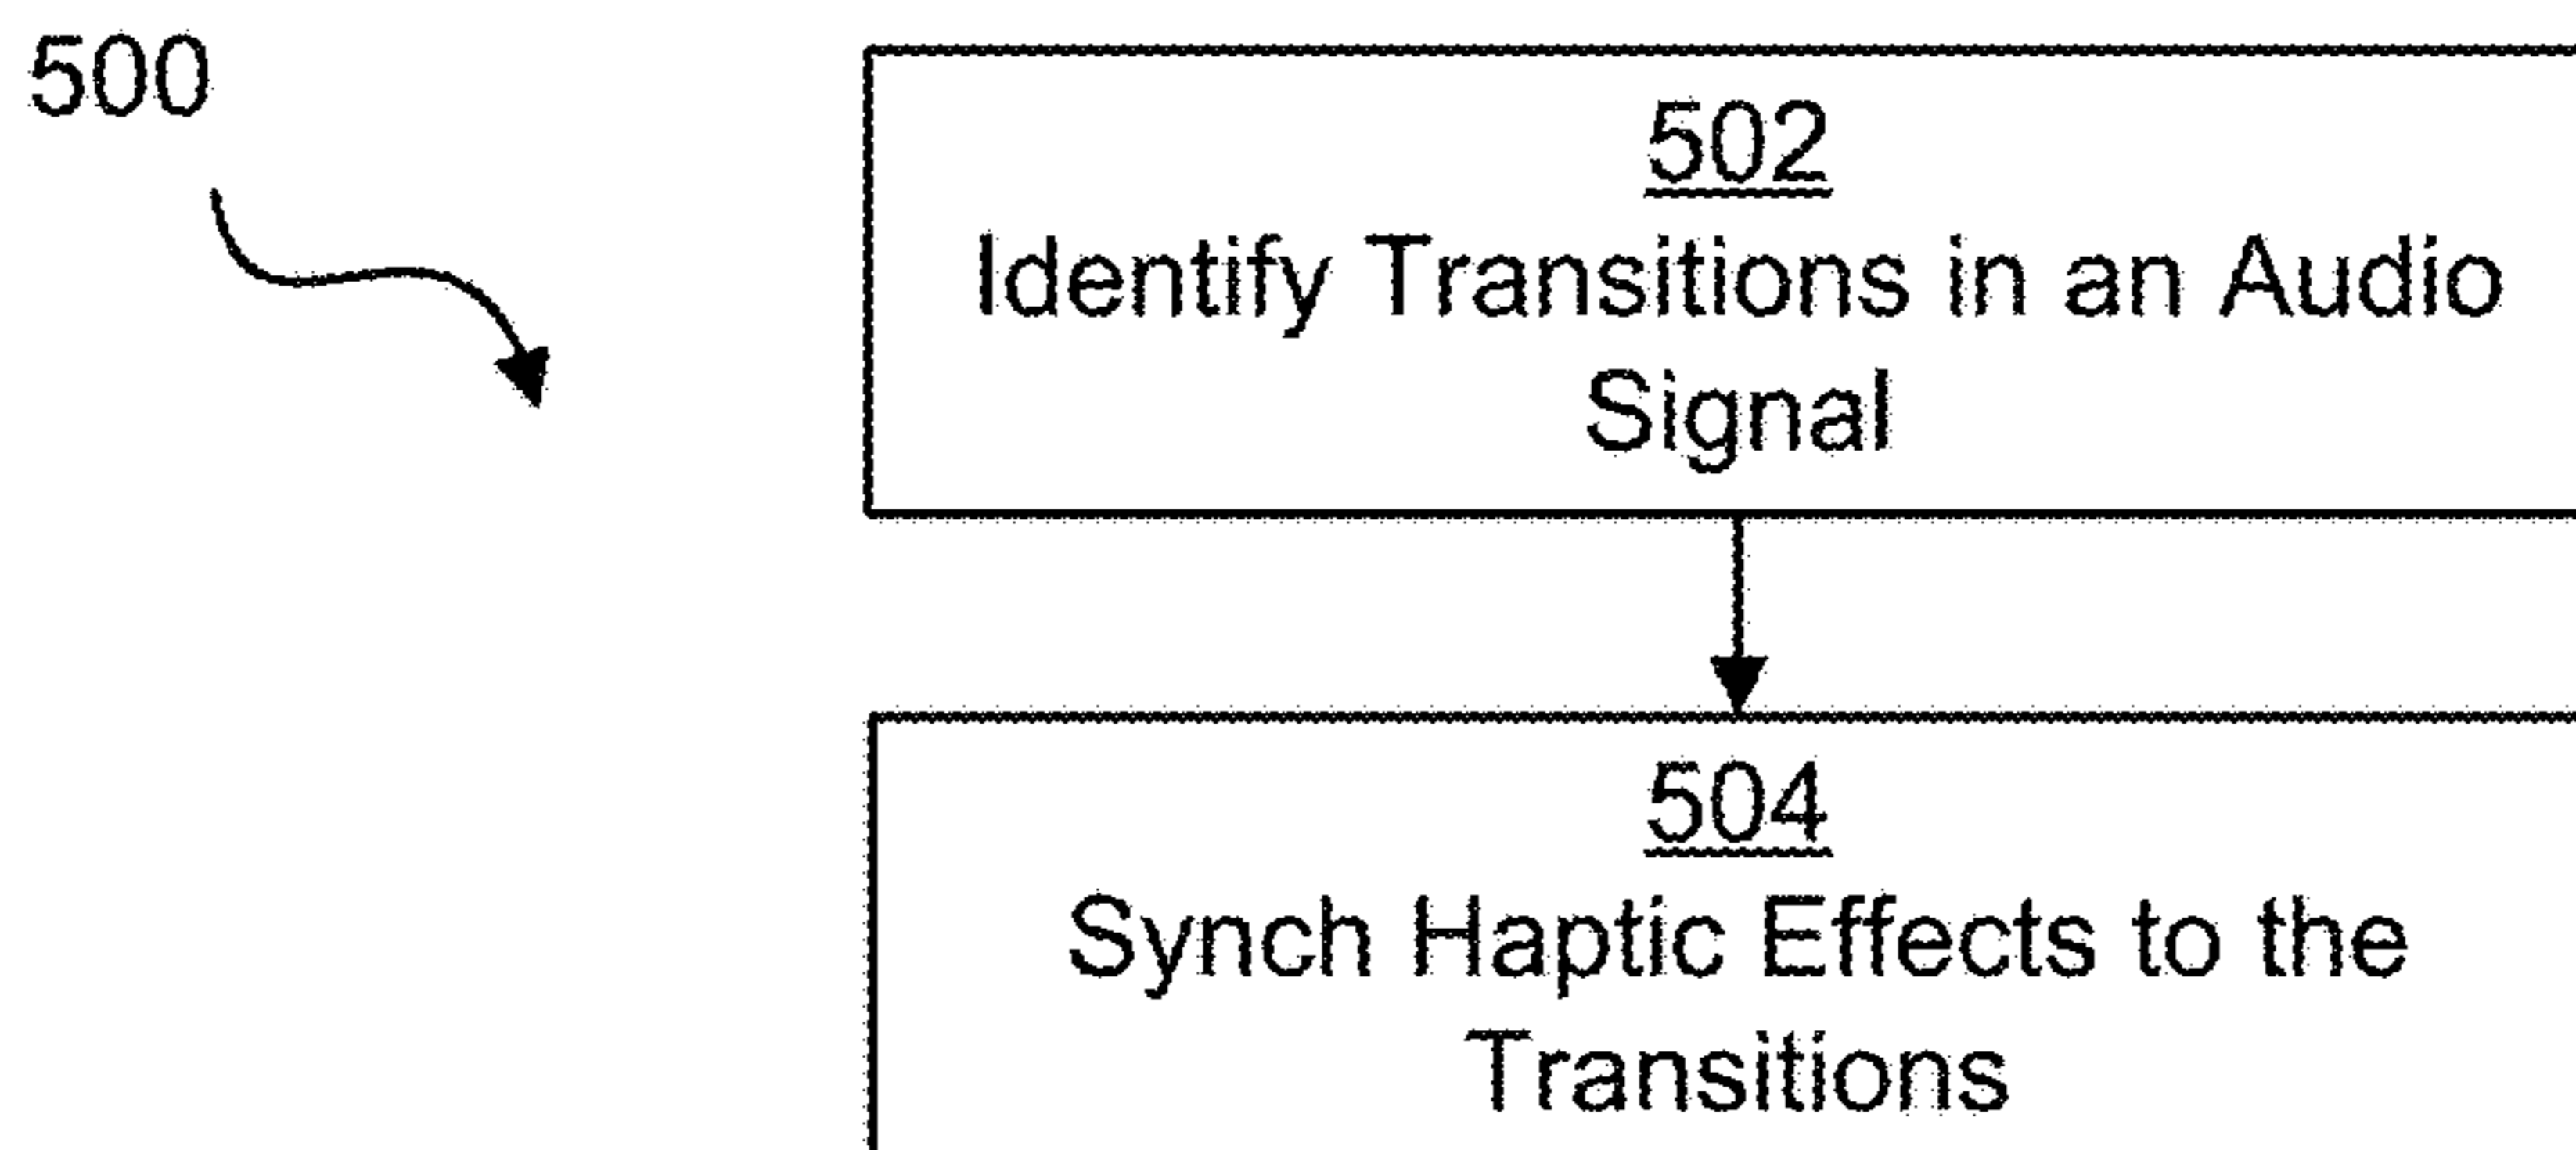 500
502
Identify Transitions in an Audio
Signal
504
Synch Haptic Effects to the
Transitions